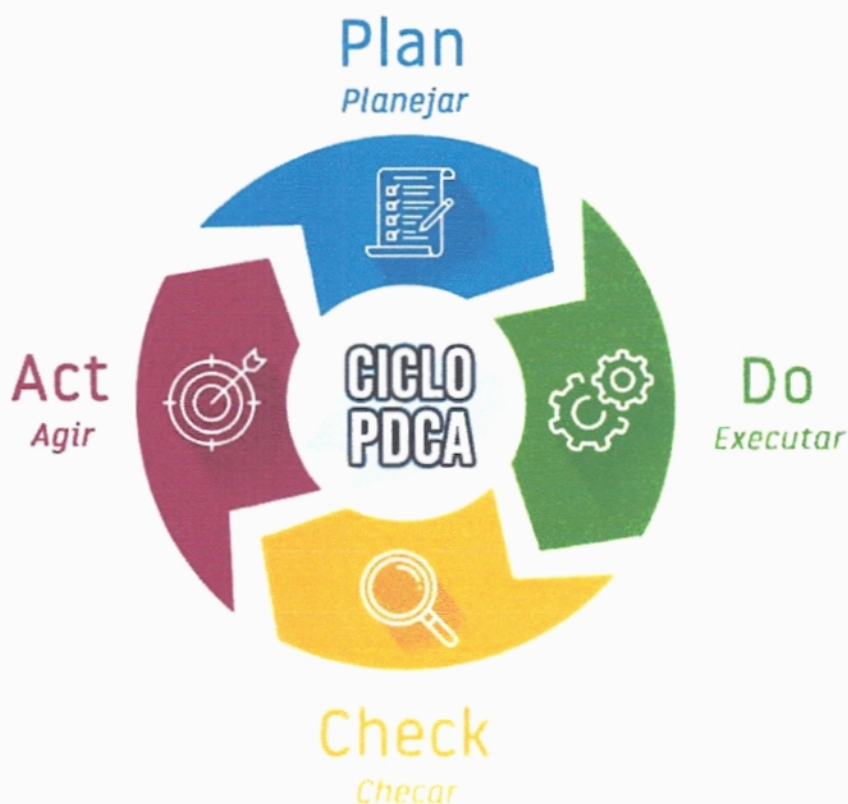 Plan
Planejar
Act
Agir
CICLO
PDCA
Do
Executar
Check
Checar